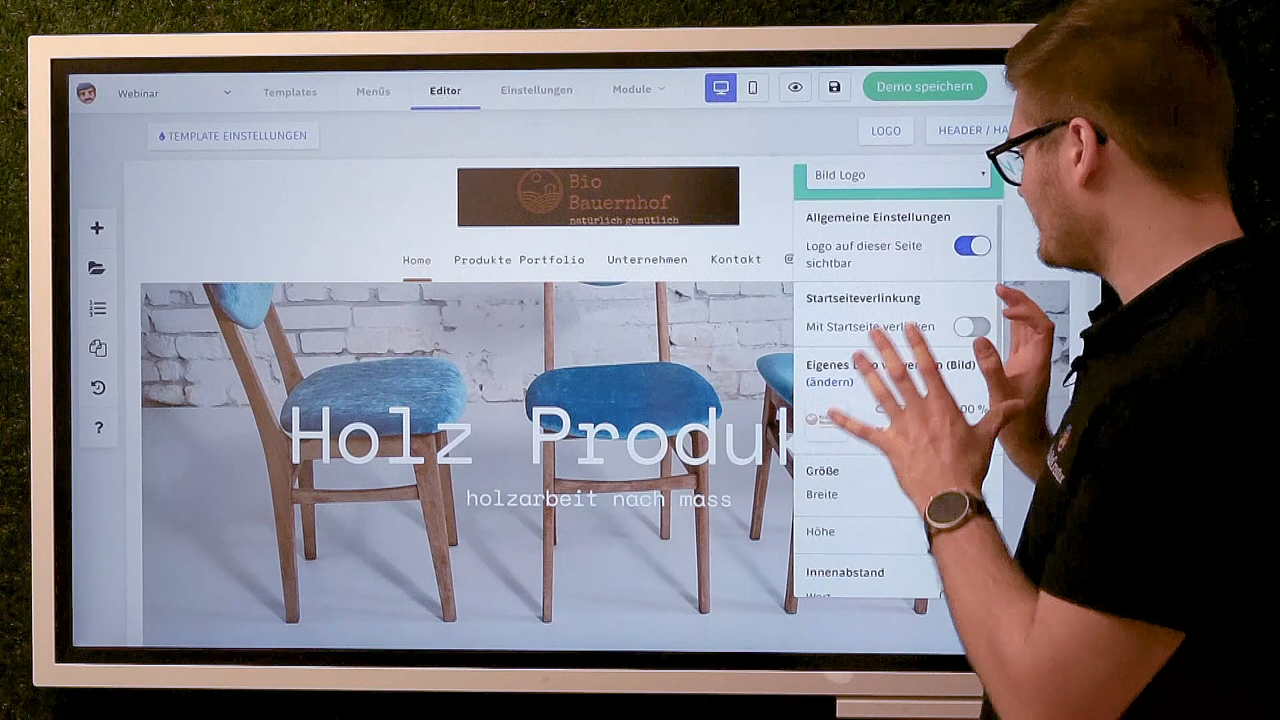 Webinar
Templates
Menüs
Editor
Einstellungen
Module
Demo speichern
TEMPLATE EINSTELLUNGEN
LOGO
HEADER / HA
Bio
Bauernhof
natürlich gemütlich
Bild Logo
Allgemeine Einstellungen
Logo auf dieser Seite
sichtbar
Home
Produkte Portfolio
Unternehmen
Kontakt
Startseiteverlinkung
Mit Startseite
Eigenes
(Bild)
(ändern)
00 %
Holz Produk
holzarbeit nach mass
Größe
Breite
Höhe
Innenabstand
?